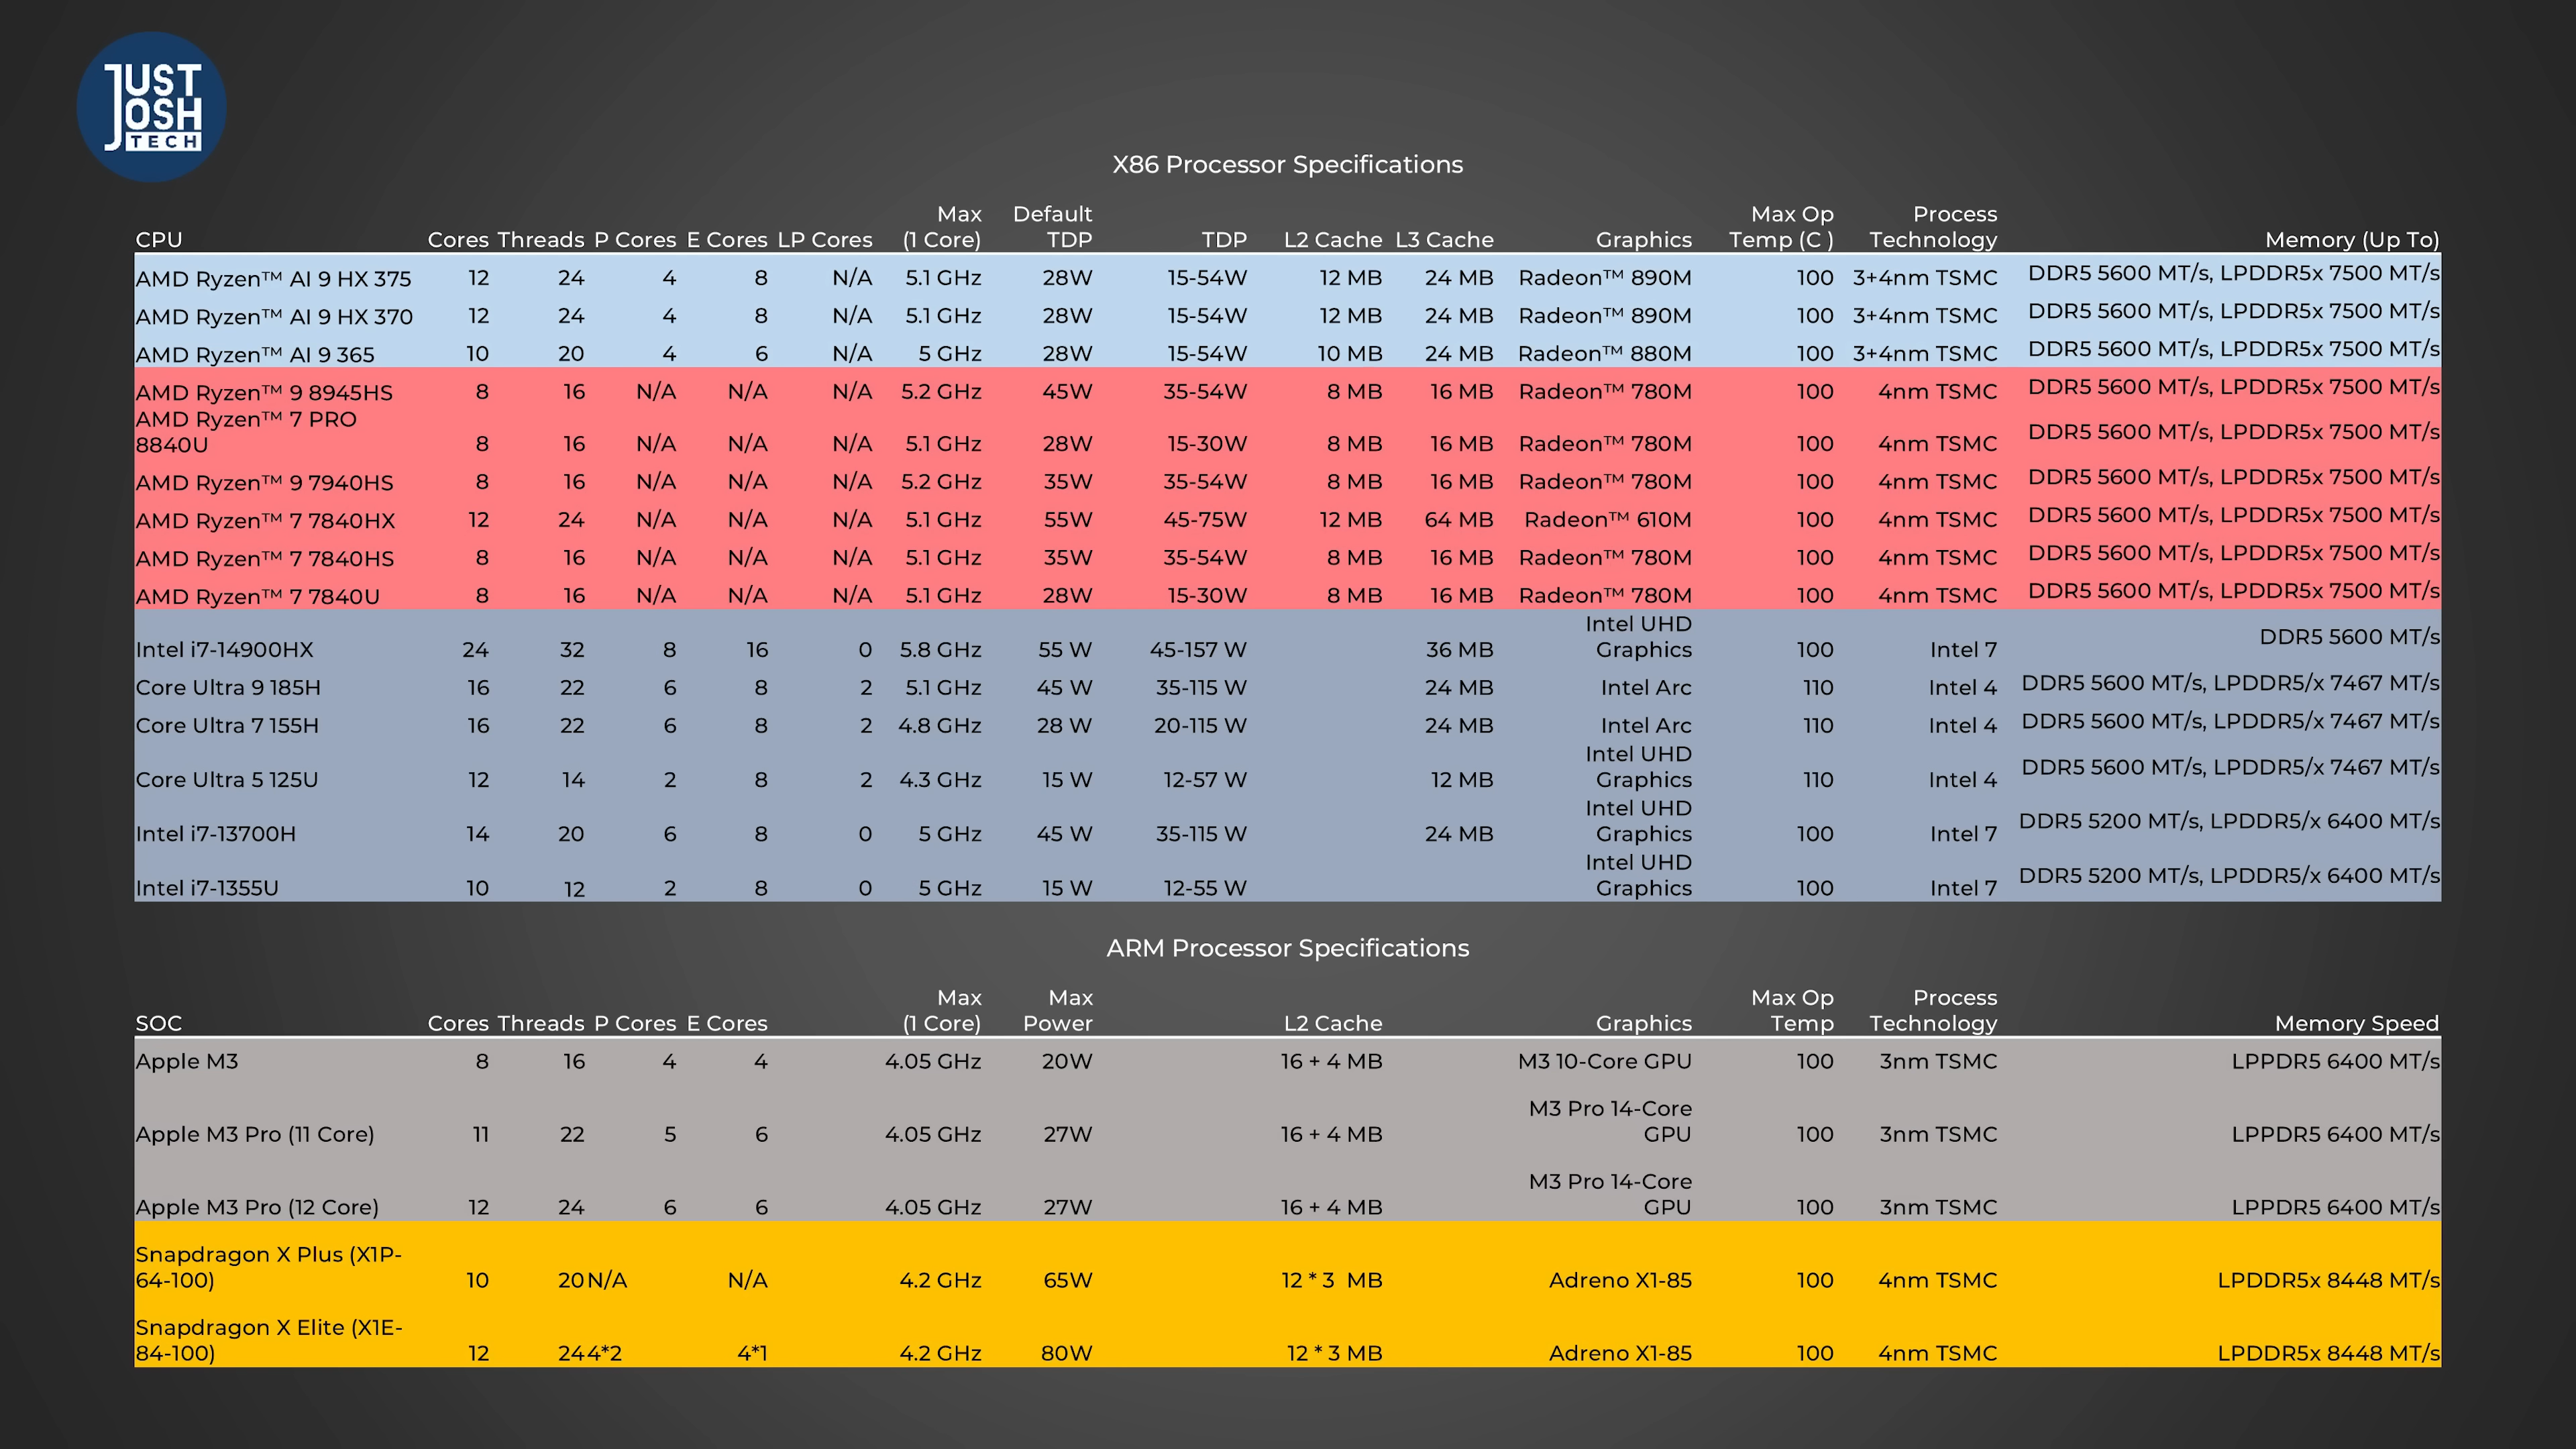 JUST
JOSH
TECH
X86 Processor Specifications
CPU Cores Threads P Cores E Cores LP Cores Max (1 Core) Default TDP TDP L2 Cache L3 Cache Graphics Max Op Temp (C ) Process Technology Memory (Up To)
AMD Ryzen™ AI 9 HX 375 12 24 4 8 N/A 5.1 GHz 28W 15-54W 12 MB 24 MB Radeon™ 890M 100 3+4nm TSMC DDR5 5600 MT/s, LPDDR5x 7500 MT/s
AMD Ryzen™ AI 9 HX 370 12 24 4 8 N/A 5.1 GHz 28W 15-54W 12 MB 24 MB Radeon™ 890M 100 3+4nm TSMC DDR5 5600 MT/s, LPDDR5x 7500 MT/s
AMD Ryzen™ AI 9 365 10 20 4 6 N/A 5 GHz 28W 15-54W 10 MB 24 MB Radeon™ 880M 100 3+4nm TSMC DDR5 5600 MT/s, LPDDR5x 7500 MT/s
AMD Ryzen™ 9 8945HS 8 16 N/A N/A N/A 5.2 GHz 45W 35-54W 8 MB 16 MB Radeon™ 780M 100 4nm TSMC DDR5 5600 MT/s, LPDDR5x 7500 MT/s
AMD Ryzen™ 7 PRO 8840U 8 16 N/A N/A N/A 5.1 GHz 28W 15-30W 8 MB 16 MB Radeon™ 780M 100 4nm TSMC DDR5 5600 MT/s, LPDDR5x 7500 MT/s
AMD Ryzen™ 9 7940HS 8 16 N/A N/A N/A 5.2 GHz 35W 35-54W 8 MB 16 MB Radeon™ 780M 100 4nm TSMC DDR5 5600 MT/s, LPDDR5x 7500 MT/s
AMD Ryzen™ 7 7840HX 12 24 N/A N/A N/A 5.1 GHz 55W 45-75W 12 MB 64 MB Radeon™ 610M 100 4nm TSMC DDR5 5600 MT/s, LPDDR5x 7500 MT/s
AMD Ryzen™ 7 7840HS 8 16 N/A N/A N/A 5.1 GHz 35W 35-54W 8 MB 16 MB Radeon™ 780M 100 4nm TSMC DDR5 5600 MT/s, LPDDR5x 7500 MT/s
AMD Ryzen™ 7 7840U 8 16 N/A N/A N/A 5.1 GHz 28W 15-30W 8 MB 16 MB Radeon™ 780M 100 4nm TSMC DDR5 5600 MT/s, LPDDR5x 7500 MT/s
Intel i7-14900HX 24 32 8 16 0 5.8 GHz 55 W 45-157 W 36 MB Intel UHD Graphics 100 Intel 7 DDR5 5600 MT/s
Core Ultra 9 185H 16 22 6 8 2 5.1 GHz 45 W 35-115 W 24 MB Intel Arc 110 Intel 4 DDR5 5600 MT/s, LPDDR5/x 7467 MT/s
Core Ultra 7 155H 16 22 6 8 2 4.8 GHz 28 W 20-115 W 24 MB Intel Arc 110 Intel 4 DDR5 5600 MT/s, LPDDR5/x 7467 MT/s
Core Ultra 5 125U 12 14 2 8 2 4.3 GHz 15 W 12-57 W 12 MB Intel UHD Graphics 110 Intel 4 DDR5 5600 MT/s, LPDDR5/x 7467 MT/s
Intel i7-13700H 14 20 6 8 0 5 GHz 45 W 35-115 W 24 MB Intel UHD Graphics 100 Intel 7 DDR5 5200 MT/s, LPDDR5/x 6400 MT/s
Intel i7-1355U 10 12 2 8 0 5 GHz 15 W 12-55 W Intel UHD Graphics 100 Intel 7 DDR5 5200 MT/s, LPDDR5/x 6400 MT/s
ARM Processor Specifications
SOC Cores Threads P Cores E Cores Max (1 Core) Max Power L2 Cache Graphics Max Op Temp Process Technology Memory Speed
Apple M3 8 16 4 4 4.05 GHz 20W 16 + 4 MB M3 10-Core GPU 100 3nm TSMC LPPDR5 6400 MT/s
Apple M3 Pro (11 Core) 11 22 5 6 4.05 GHz 27W 16 + 4 MB M3 Pro 14-Core GPU 100 3nm TSMC LPPDR5 6400 MT/s
Apple M3 Pro (12 Core) 12 24 6 6 4.05 GHz 27W 16 + 4 MB M3 Pro 14-Core GPU 100 3nm TSMC LPPDR5 6400 MT/s
Snapdragon X Plus (X1P-64-100) 10 20 N/A N/A 4.2 GHz 65W 12 * 3 MB Adreno X1-85 100 4nm TSMC LPDDR5x 8448 MT/s
Snapdragon X Elite (X1E-84-100) 12 24 4*2 4*1 4.2 GHz 80W 12 * 3 MB Adreno X1-85 100 4nm TSMC LPDDR5x 8448 MT/s